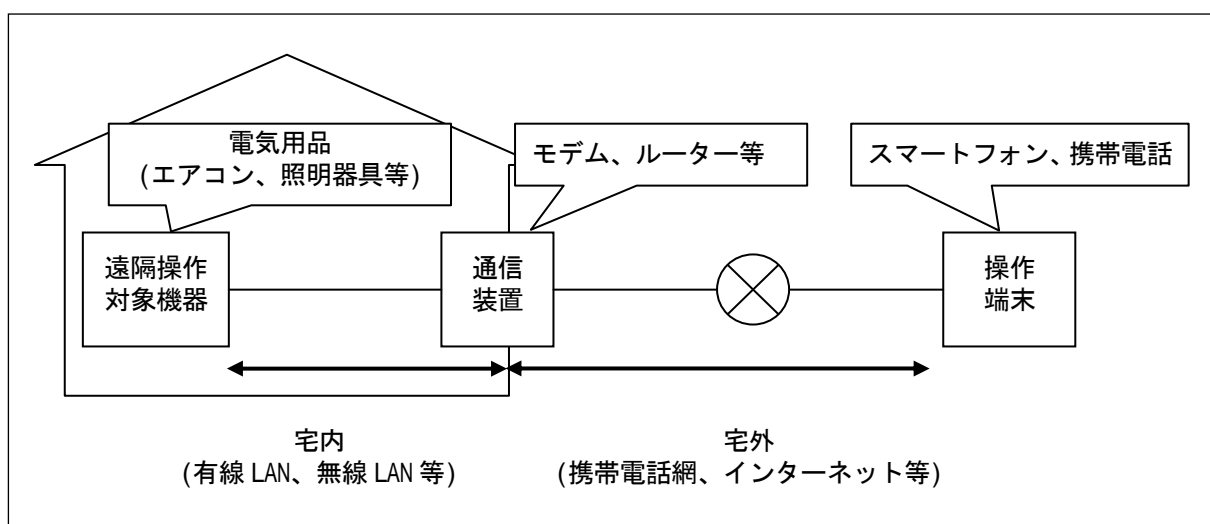 電気用品
(エアコン、照明器具等)
モデム、ルーター等
スマートフォン、携帯電話
遠隔操作
対象機器
通信
装置
操作
端末
宅内
(有線 LAN、無線 LAN 等)
宅外
(携帯電話網、インターネット等)